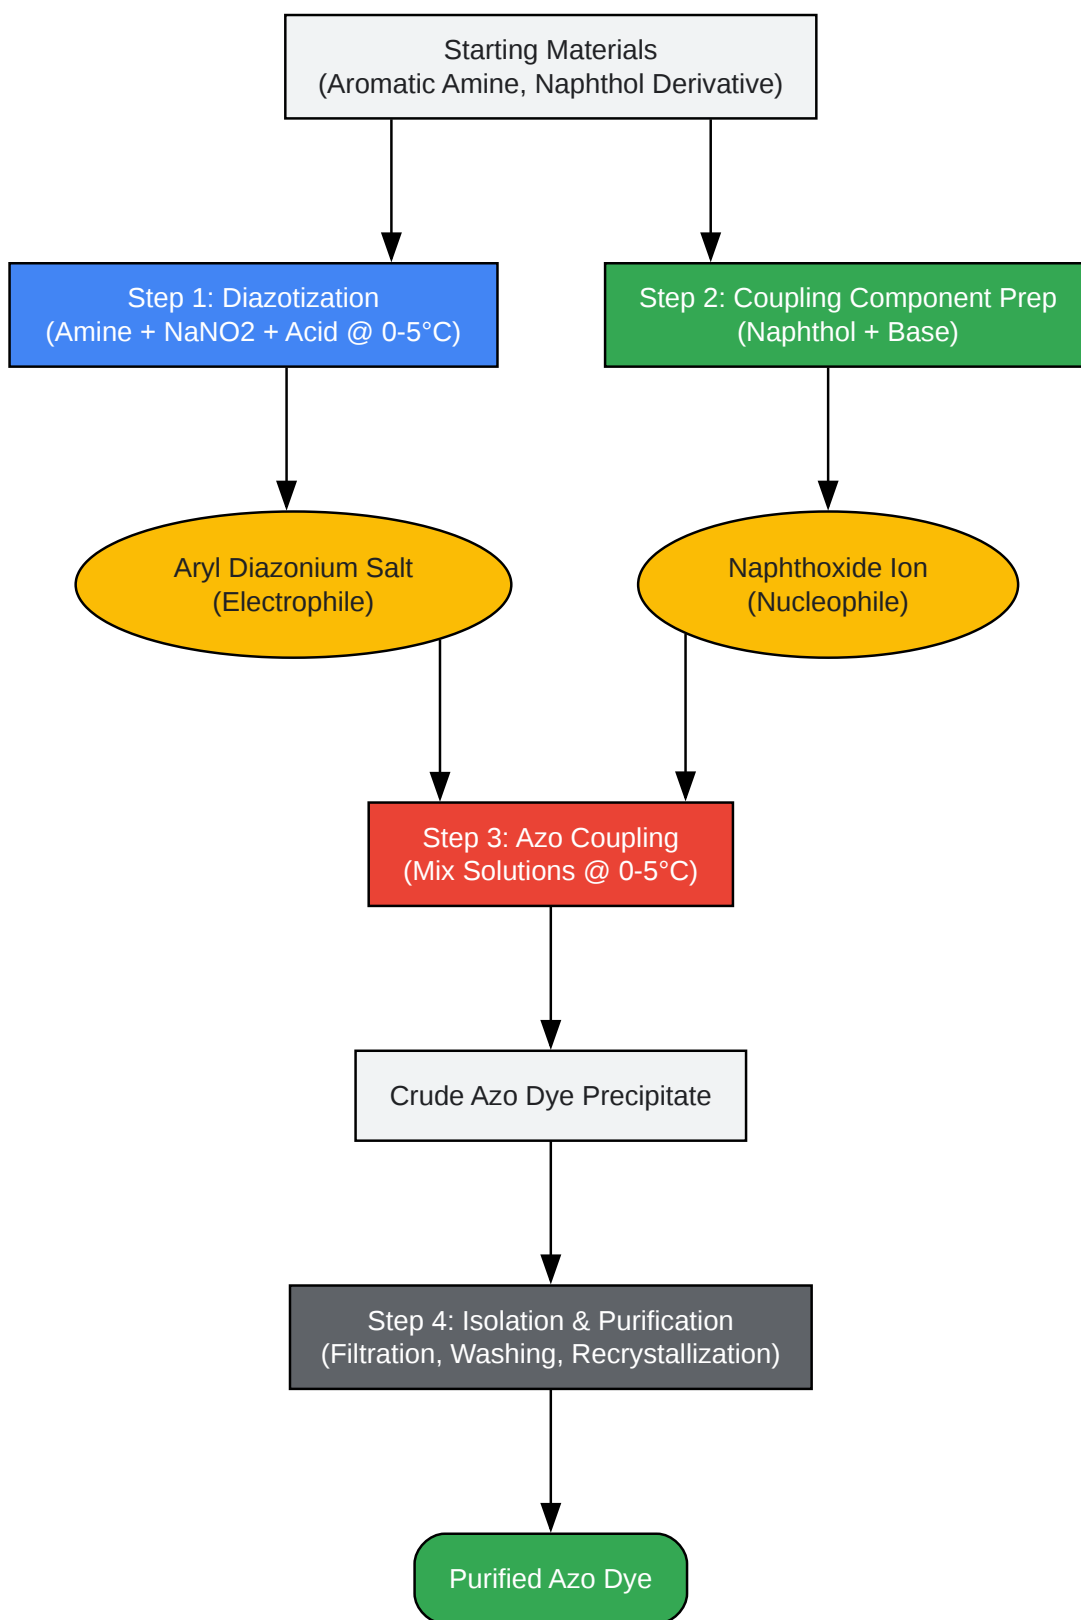 Starting Materials
(Aromatic Amine, Naphthol Derivative)
Step 1: Diazotization
(Amine + NaNO2 + Acid @ 0-5°C)
Step 2: Coupling Component Prep
(Naphthol + Base)
Aryl Diazonium Salt
(Electrophile)
Naphthoxide Ion
(Nucleophile)
Step 3: Azo Coupling
(Mix Solutions @ 0-5°C)
Crude Azo Dye Precipitate
Step 4: Isolation & Purification
(Filtration, Washing, Recrystallization)
Purified Azo Dye